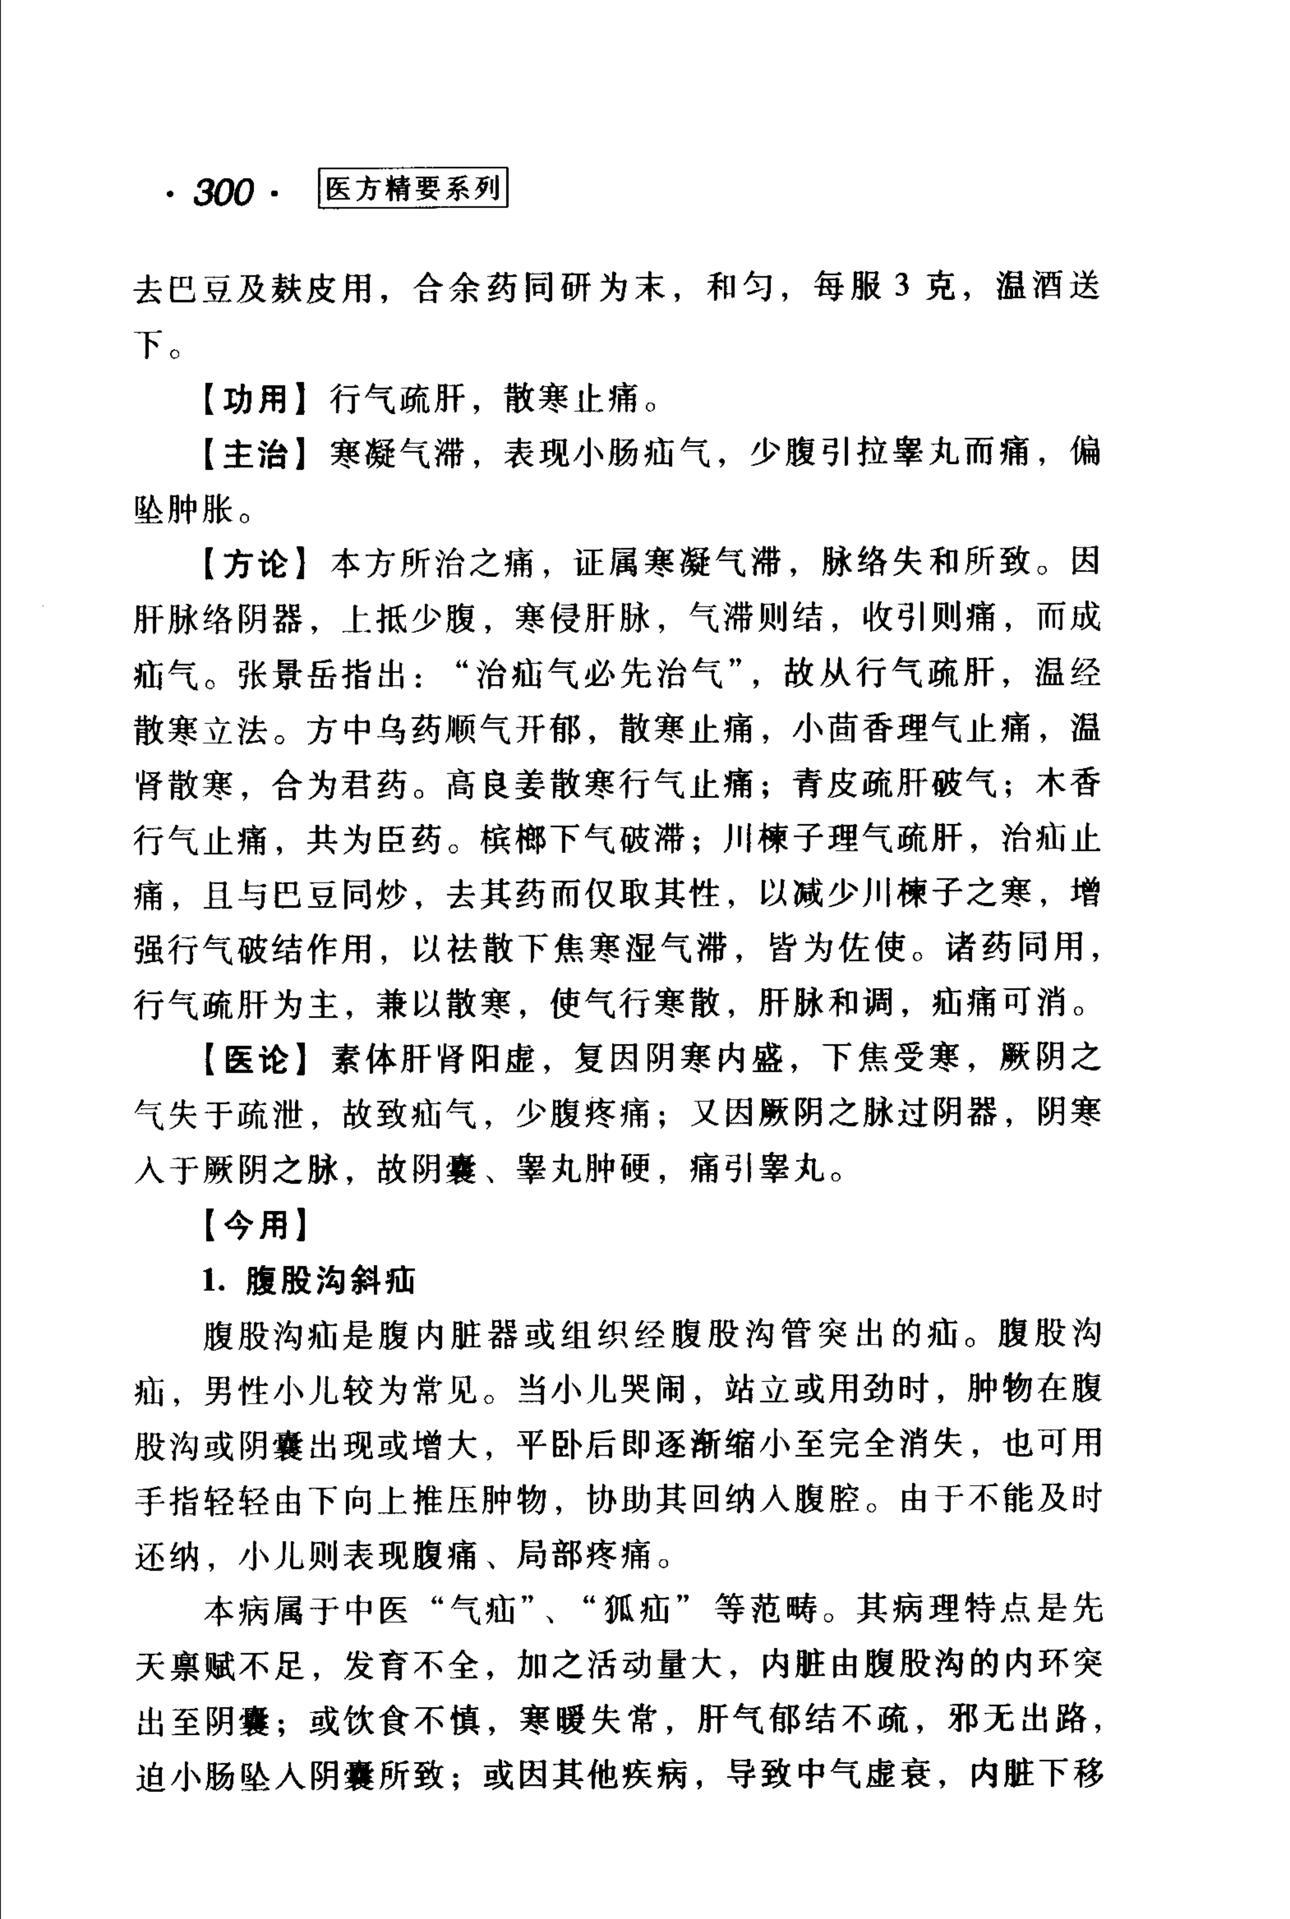 ·300· 医方精要系列
去巴豆及麸皮用，合余药同研为末，和匀，每服3克，温酒送
下。
【功用】 行气疏肝，散寒止痛。
【主治】 寒凝气滞，表现小肠疝气，少腹引拉睾丸而痛，偏
坠肿胀。
【方论】 本方所治之痛，证属寒凝气滞，脉络失和所致。因
肝脉络阴器，上抵少腹，寒侵肝脉，气滞则结，收引则痛，而成
疝气。张景岳指出：“治疝气必先治气”，故从行气疏肝，温经
散寒立法。方中乌药顺气开郁，散寒止痛，小茴香理气止痛，温
肾散寒，合为君药。高良姜散寒行气止痛；青皮疏肝破气；木香
行气止痛，共为臣药。槟榔下气破滞；川楝子理气疏肝，治疝止
痛，且与巴豆同炒，去其药而仅取其性，以减少川楝子之寒，增
强行气破结作用，以祛散下焦寒湿气滞，皆为佐使。诸药同用，
行气疏肝为主，兼以散寒，使气行寒散，肝脉和调，疝痛可消。
【医论】 素体肝肾阳虚，复因阴寒内盛，下焦受寒，厥阴之
气失于疏泄，故致疝气，少腹疼痛；又因厥阴之脉过阴器，阴寒
入于厥阴之脉，故阴囊、睾丸肿硬，痛引睾丸。
【今用】
1. 腹股沟斜疝
腹股沟疝是腹内脏器或组织经腹股沟管突出的疝。腹股沟
疝，男性小儿较为常见。当小儿哭闹，站立或用劲时，肿物在腹
股沟或阴囊出现或增大，平卧后即逐渐缩小至完全消失，也可用
手指轻轻由下向上推压肿物，协助其回纳入腹腔。由于不能及时
还纳，小儿则表现腹痛、局部疼痛。
本病属于中医“气疝”、“狐疝”等范畴。其病理特点是先
天禀赋不足，发育不全，加之活动量大，内脏由腹股沟的内环突
出至阴囊；或饮食不慎，寒暖失常，肝气郁结不疏，邪无出路，
迫小肠坠入阴囊所致；或因其他疾病，导致中气虚衰，内脏下移